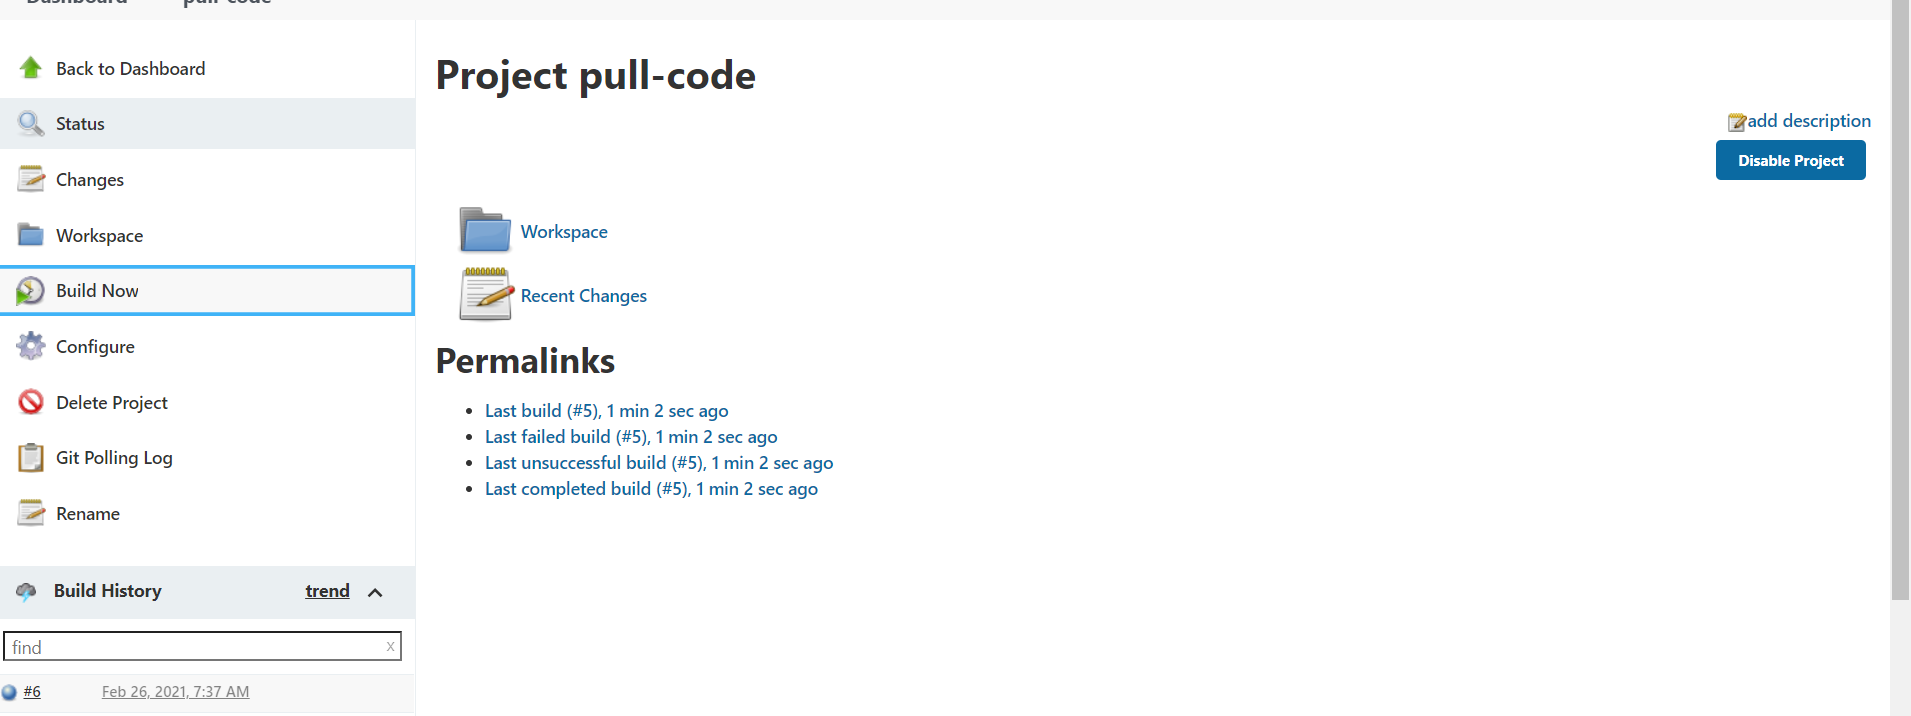 Dashboard pull-code
Back to Dashboard
Status
Changes
Workspace
Build Now
Configure
Delete Project
Git Polling Log
Rename
Build History trend
find x
#6 Feb 26, 2021, 7:37 AM
Project pull-code
add description
Disable Project
Workspace
Recent Changes
Permalinks
Last build (#5), 1 min 2 sec ago
Last failed build (#5), 1 min 2 sec ago
Last unsuccessful build (#5), 1 min 2 sec ago
Last completed build (#5), 1 min 2 sec ago